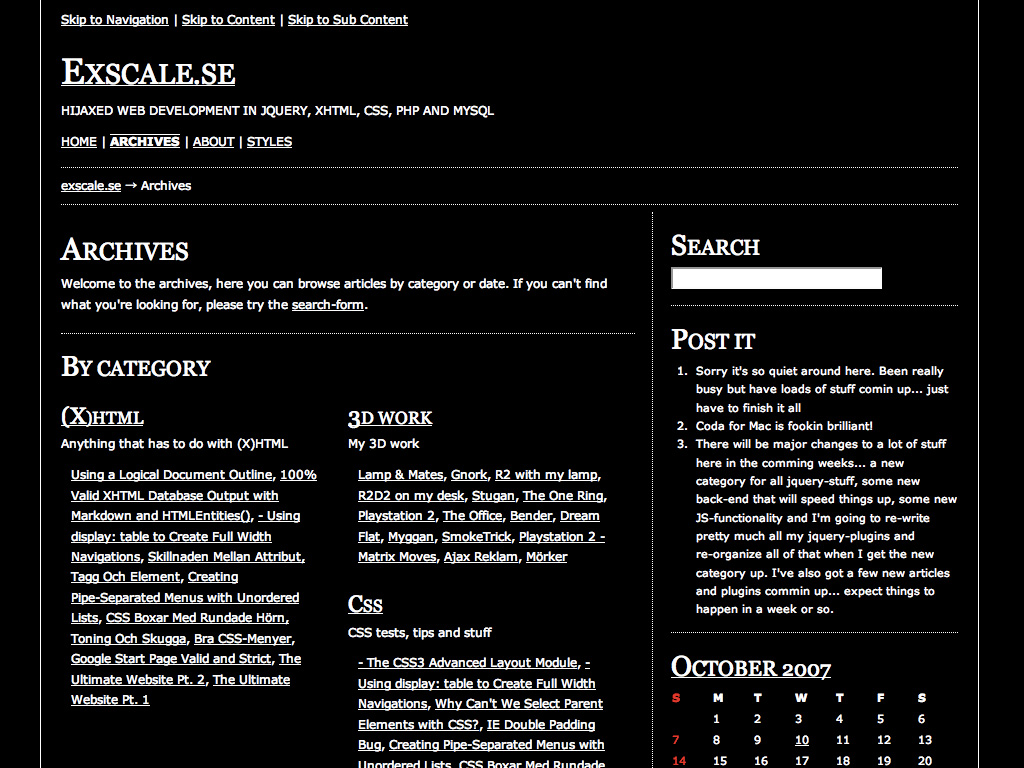 Skip to Navigation | Skip to Content | Skip to Sub Content
Exscale.se
HIJAXED WEB DEVELOPMENT IN JQUERY, XHTML, CSS, PHP AND MYSQL
HOME | ARCHIVES | ABOUT | STYLES
exscale.se → Archives
Archives
Welcome to the archives, here you can browse articles by category or date. If you can't find
what you're looking for, please try the search-form.
By category
(X)HTML
Anything that has to do with (X)HTML
Using a Logical Document Outline, 100%
Valid XHTML Database Output with
Markdown and HTMLEntities(), - Using
display: table to Create Full Width
Navigations, Skillnaden Mellan Attribut,
Tagg Och Element, Creating
Pipe-Separated Menus with Unordered
Lists, CSS Boxar Med Rundade Hörn,
Toning Och Skugga, Bra CSS-Menyer,
Google Start Page Valid and Strict, The
Ultimate Website Pt. 2, The Ultimate
Website Pt. 1
3D work
My 3D work
Lamp & Mates, Gnork, R2 with my lamp,
R2D2 on my desk, Stugan, The One Ring,
Playstation 2, The Office, Bender, Dream
Flat, Myggan, SmokeTrick, Playstation 2 -
Matrix Moves, Ajax Reklam, Mörker
Css
CSS tests, tips and stuff
- The CSS3 Advanced Layout Module, -
Using display: table to Create Full Width
Navigations, Why Can't We Select Parent
Elements with CSS?, IE Double Padding
Bug, Creating Pipe-Separated Menus with
Unordered Lists, CSS Boxar Med Rundade
Search
Post it
1. Sorry it's so quiet around here. Been really
busy but have loads of stuff comin up... just
have to finish it all
2. Coda for Mac is fookin brilliant!
3. There will be major changes to a lot of stuff
here in the comming weeks... a new
category for all jquery-stuff, some new
back-end that will speed things up, some new
JS-functionality and I'm going to re-write
pretty much all my jquery-plugins and
re-organize all of that when I get the new
category up. I've also got a few new articles
and plugins commin up... expect things to
happen in a week or so.
October 2007
S M T W T F S
1 2 3 4 5 6
7 8 9 10 11 12 13
14 15 16 17 18 19 20